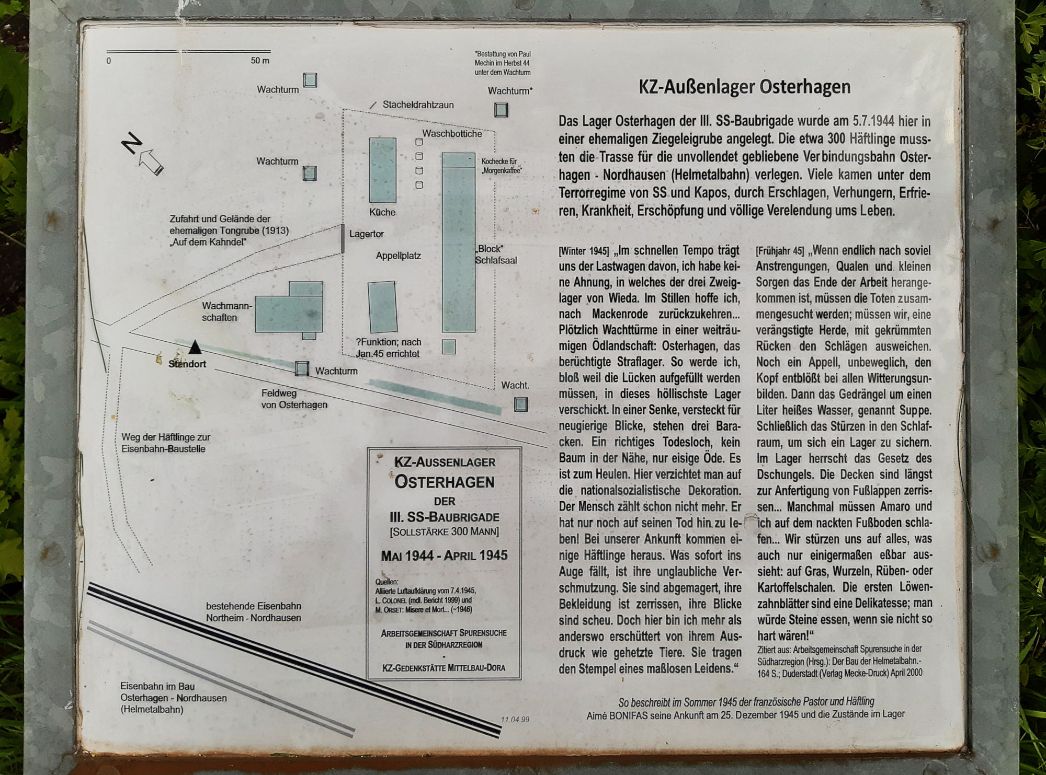 0 50 m
Wachturm
*Bestattung von Paul
Mechin im Herbst 44
unter dem Wachturm
Wachturm*
Stacheldrahtzaun
N
Waschbottiche
Wachturm
Kochecke für
„Morgenkaffee“
Küche
Zufahrt und Gelände der
ehemaligen Tongrube (1913)
„Auf dem Kahndel“
Lagertor
Appellplatz
„Block“
Schlafsaal
Wachmann-
schaften
?Funktion; nach
Jan.45 errichtet
Standort
Wachturm
Feldweg
von Osterhagen
Wacht.
Weg der Häftlinge zur
Eisenbahn-Baustelle
KZ-AUSSENLAGER
OSTERHAGEN
DER
III. SS-BAUBRIGADE
[SOLLSTÄRKE 300 MANN]
MAI 1944 - APRIL 1945
Quellen:
Alliierte Luftaufklärung vom 7.4.1945,
L. COLONEL (mdl. Bericht 1999) und
M. ORSET: Misere et Mort... (~1946)
ARBEITSGEMEINSCHAFT SPURENSUCHE
IN DER SÜDHARZREGION
KZ-GEDENKSTÄTTE MITTELBAU-DORA
bestehende Eisenbahn
Northeim - Nordhausen
Eisenbahn im Bau
Osterhagen - Nordhausen
(Helmetalbahn)
11.04.99
KZ-Außenlager Osterhagen
Das Lager Osterhagen der III. SS-Baubrigade wurde am 5.7.1944 hier in
einer ehemaligen Ziegeleigrube angelegt. Die etwa 300 Häftlinge muss-
ten die Trasse für die unvollendet gebliebene Verbindungsbahn Oster-
hagen - Nordhausen (Helmetalbahn) verlegen. Viele kamen unter dem
Terrorregime von SS und Kapos, durch Erschlagen, Verhungern, Erfrie-
ren, Krankheit, Erschöpfung und völlige Verelendung ums Leben.
[Winter 1945] „Im schnellen Tempo trägt
uns der Lastwagen davon, ich habe kei-
ne Ahnung, in welches der drei Zweig-
lager von Wieda. Im Stillen hoffe ich,
nach Mackenrode zurückzukehren...
Plötzlich Wachttürme in einer weiträu-
migen Ödlandschaft: Osterhagen, das
berüchtigte Straflager. So werde ich,
bloß weil die Lücken aufgefüllt werden
müssen, in dieses höllischste Lager
verschickt. In einer Senke, versteckt für
neugierige Blicke, stehen drei Bara-
cken. Ein richtiges Todesloch, kein
Baum in der Nähe, nur eisige Öde. Es
ist zum Heulen. Hier verzichtet man auf
die nationalsozialistische Dekoration.
Der Mensch zählt schon nicht mehr. Er
hat nur noch auf seinen Tod hin zu le-
ben! Bei unserer Ankunft kommen ei-
nige Häftlinge heraus. Was sofort ins
Auge fällt, ist ihre unglaubliche Ver-
schmutzung. Sie sind abgemagert, ihre
Bekleidung ist zerrissen, ihre Blicke
sind scheu. Doch hier bin ich mehr als
anderswo erschüttert von ihrem Aus-
druck wie gehetzte Tiere. Sie tragen
den Stempel eines maßlosen Leidens.“
[Frühjahr 45] „Wenn endlich nach soviel
Anstrengungen, Qualen und kleinen
Sorgen das Ende der Arbeit herange-
kommen ist, müssen die Toten zusam-
mengesucht werden; müssen wir, eine
verängstigte Herde, mit gekrümmten
Rücken den Schlägen ausweichen.
Noch ein Appell, unbeweglich, den
Kopf entblößt bei allen Witterungsun-
bilden. Dann das Gedrängel um einen
Liter heißes Wasser, genannt Suppe.
Schließlich das Stürzen in den Schlaf-
raum, um sich ein Lager zu sichern.
Im Lager herrscht das Gesetz des
Dschungels. Die Decken sind längst
zur Anfertigung von Fußlappen zerris-
sen... Manchmal müssen Amaro und
ich auf dem nackten Fußboden schla-
fen... Wir stürzen uns auf alles, was
auch nur einigermaßen eßbar aus-
sieht: auf Gras, Wurzeln, Rüben- oder
Kartoffelschalen. Die ersten Löwen-
zahnblätter sind eine Delikatesse; man
würde Steine essen, wenn sie nicht so
hart wären!“
Zitiert aus: Arbeitsgemeinschaft Spurensuche in der
Südharzregion (Hrsg.): Der Bau der Helmetalbahn.-
164 S.; Duderstadt (Verlag Mecke-Druck) April 2000
So beschreibt im Sommer 1945 der französische Pastor und Häftling
Aimé BONIFAS seine Ankunft am 25. Dezember 1945 und die Zustände im Lager